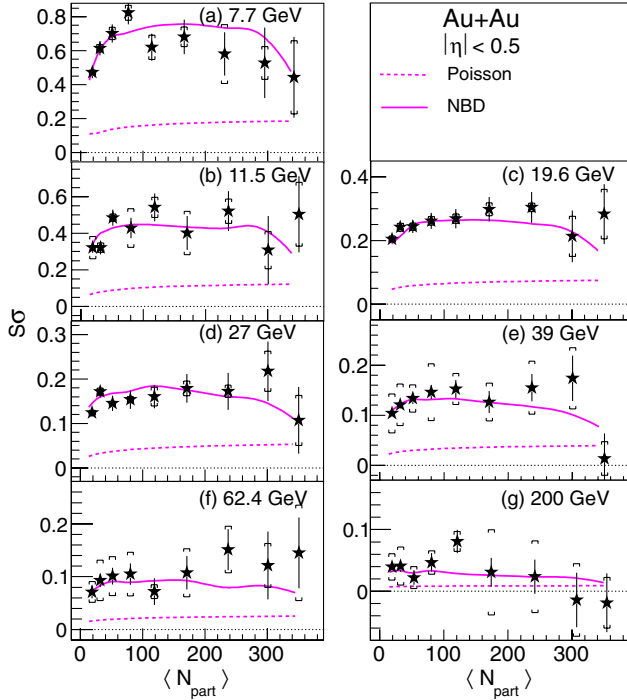 (a) 7.7 GeV
Au+Au
|η| < 0.5
Poisson
NBD
0.8
0.6
0.4
0.2
0
(b) 11.5 GeV
0.6
0.4
0.2
0
(c) 19.6 GeV
0.4
0.2
0
Sσ
(d) 27 GeV
0.3
0.2
0.1
0
(e) 39 GeV
0.2
0.1
0
(f) 62.4 GeV
0.2
0.1
0
(g) 200 GeV
0.1
0
0 100 200 300
0 100 200 300
⟨ Npart ⟩
⟨ Npart ⟩